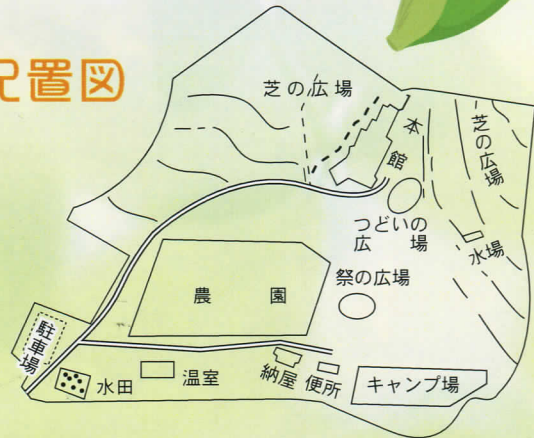 配置図
芝の広場
本館
芝の広場
つどいの
広場
水場
祭の広場
農園
駐車場
水田
温室
納屋
便所
キャンプ場